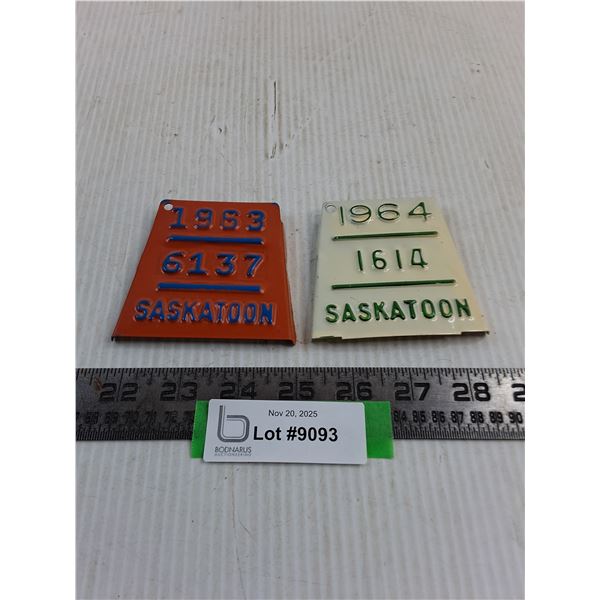 1963
6137
SASKATOON
1964
1614
SASKATOON
22 23 24 25 26 27 28
Nov 20, 2025
Lot #9093
b
BODNARUS
AUCTIONEERING